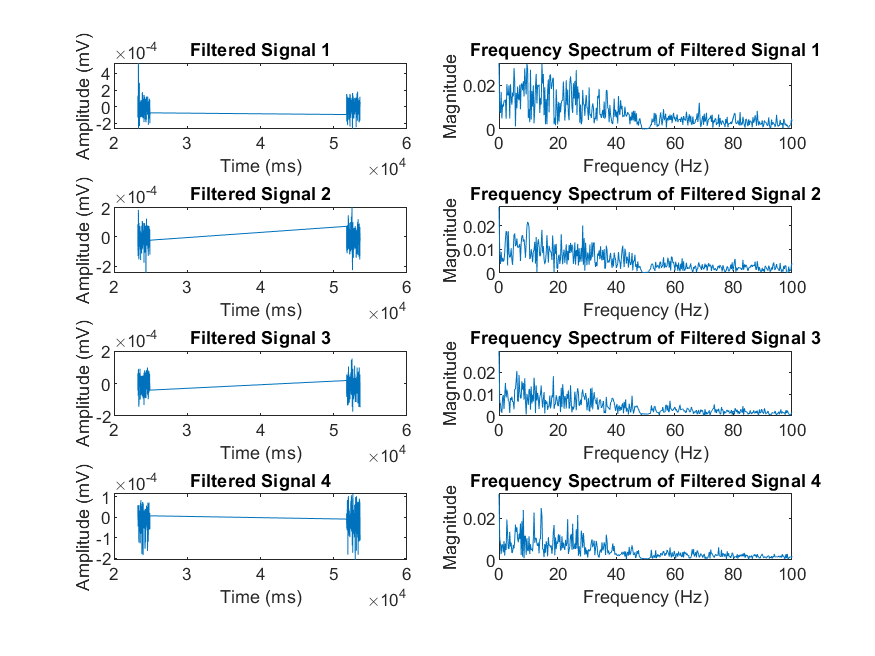 Filtered Signal 1
×10-4
Amplitude (mV)
4
2
0
-2
2 3 4 5 6
Time (ms)
×104
Frequency Spectrum of Filtered Signal 1
Magnitude
0.02
0
0 20 40 60 80 100
Frequency (Hz)
Filtered Signal 2
×10-4
Amplitude (mV)
2
0
-2
2 3 4 5 6
Time (ms)
×104
Frequency Spectrum of Filtered Signal 2
Magnitude
0.02
0.01
0
0 20 40 60 80 100
Frequency (Hz)
Filtered Signal 3
×10-4
Amplitude (mV)
2
0
-2
2 3 4 5 6
Time (ms)
×104
Frequency Spectrum of Filtered Signal 3
Magnitude
0.02
0.01
0
0 20 40 60 80 100
Frequency (Hz)
Filtered Signal 4
×10-4
Amplitude (mV)
1
0
-1
-2
2 3 4 5 6
Time (ms)
×104
Frequency Spectrum of Filtered Signal 4
Magnitude
0.02
0
0 20 40 60 80 100
Frequency (Hz)